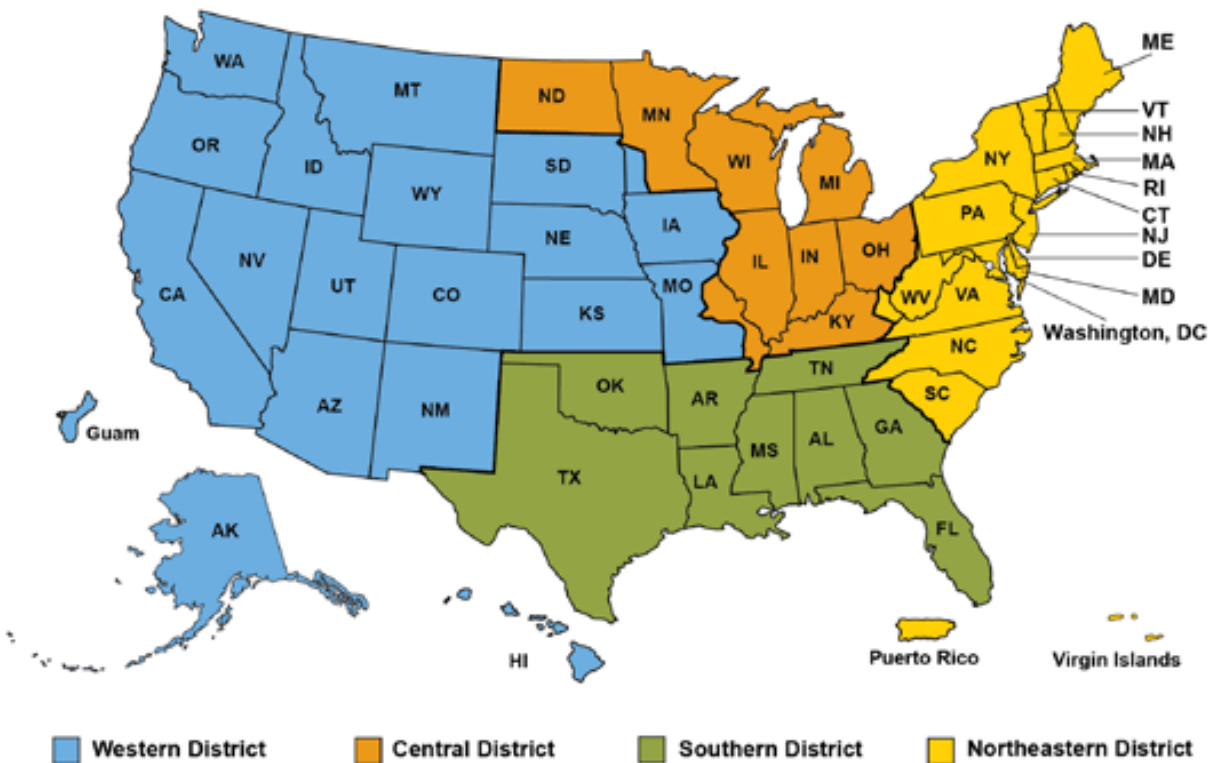 ME
WA
MT
ND
MN
VT
NH
OR
ID
SD
WI
NY
MA
MI
RI
WY
PA
CT
IA
NJ
NE
OH
DE
NV
IL
IN
UT
CO
MO
CA
WV
VA
MD
KS
KY
Washington, DC
NC
TN
OK
SC
AR
AZ
NM
GA
Guam
AL
MS
TX
LA
AK
FL
HI
Puerto Rico
Virgin Islands
Western District
Central District
Southern District
Northeastern District